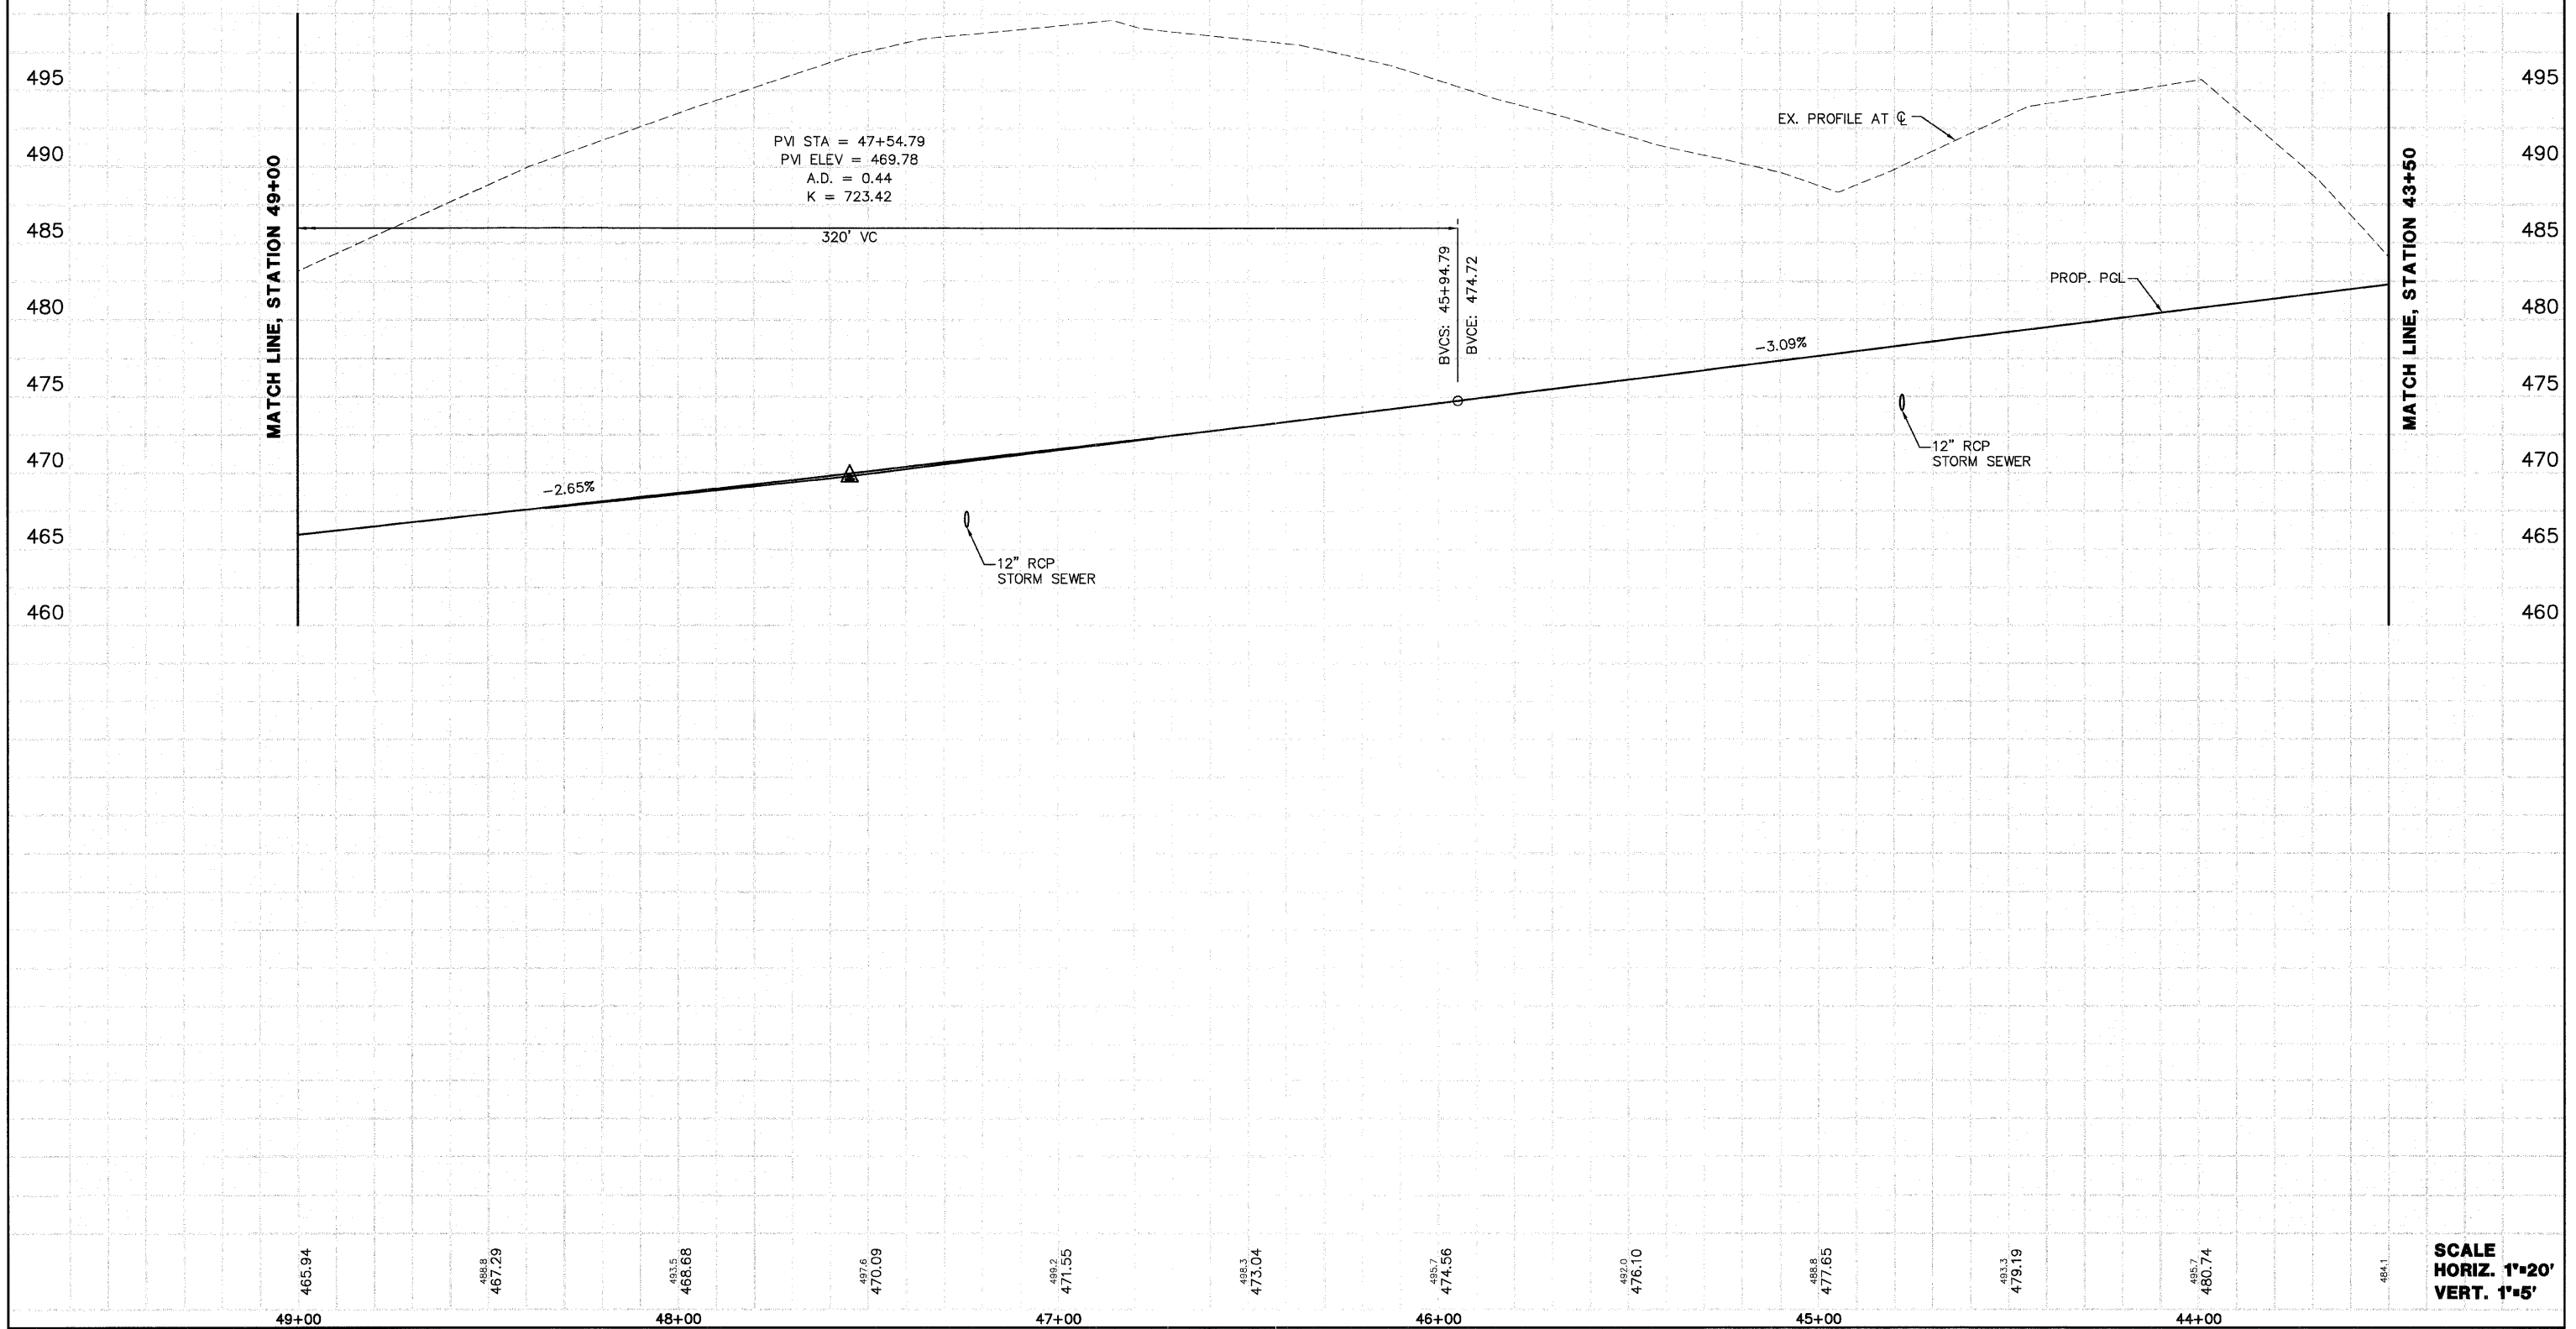 495
495
EX. PROFILE AT ℄
PVI STA = 47+54.79
PVI ELEV = 469.78
A.D. = 0.44
K = 723.42
490
490
MATCH LINE, STATION 49+00
MATCH LINE, STATION 43+50
485
485
320' VC
BVCS: 45+94.79
BVCE: 474.72
PROP. PGL
480
480
-3.09%
475
475
12" RCP
STORM SEWER
470
470
-2.65%
465
465
12" RCP
STORM SEWER
460
460
465.94
488.8
467.29
493.5
468.68
497.6
470.09
499.2
471.55
498.3
473.04
495.7
474.56
492.0
476.10
488.8
477.65
493.3
479.19
495.7
480.74
484.1
SCALE
HORIZ. 1"=20'
VERT. 1"=5'
49+00
48+00
47+00
46+00
45+00
44+00